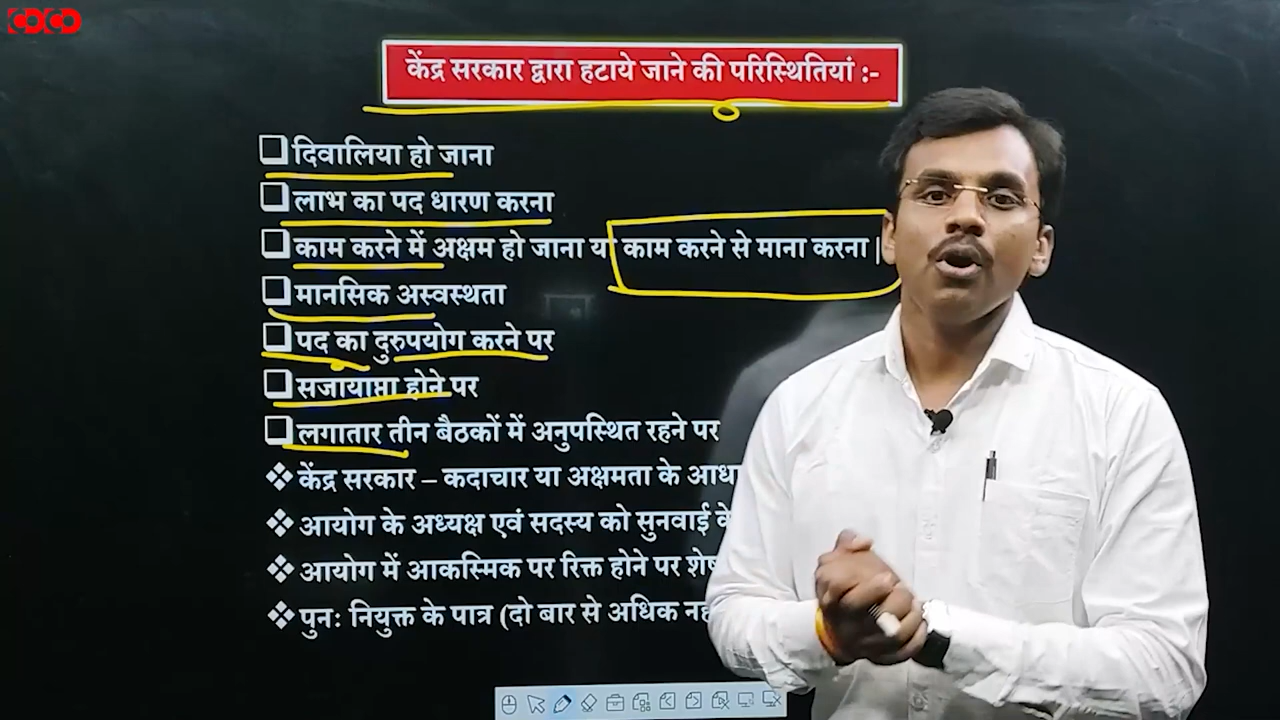 COCO
केंद्र सरकार द्वारा हटाये जाने की परिस्थितियां :-
दिवालिया हो जाना
लाभ का पद धारण करना
काम करने में अक्षम हो जाना या काम करने से माना करना |
मानसिक अस्वस्थता
पद का दुरुपयोग करने पर
सजायाप्ता होने पर
लगातार तीन बैठकों में अनुपस्थित रहने पर
केंद्र सरकार – कदाचार या अक्षमता के
आयोग के अध्यक्ष एवं सदस्य को सुनवाई
आयोग में आकस्मिक पर रिक्त होने पर
पुनः नियुक्त के पात्र (दो बार से अधिक